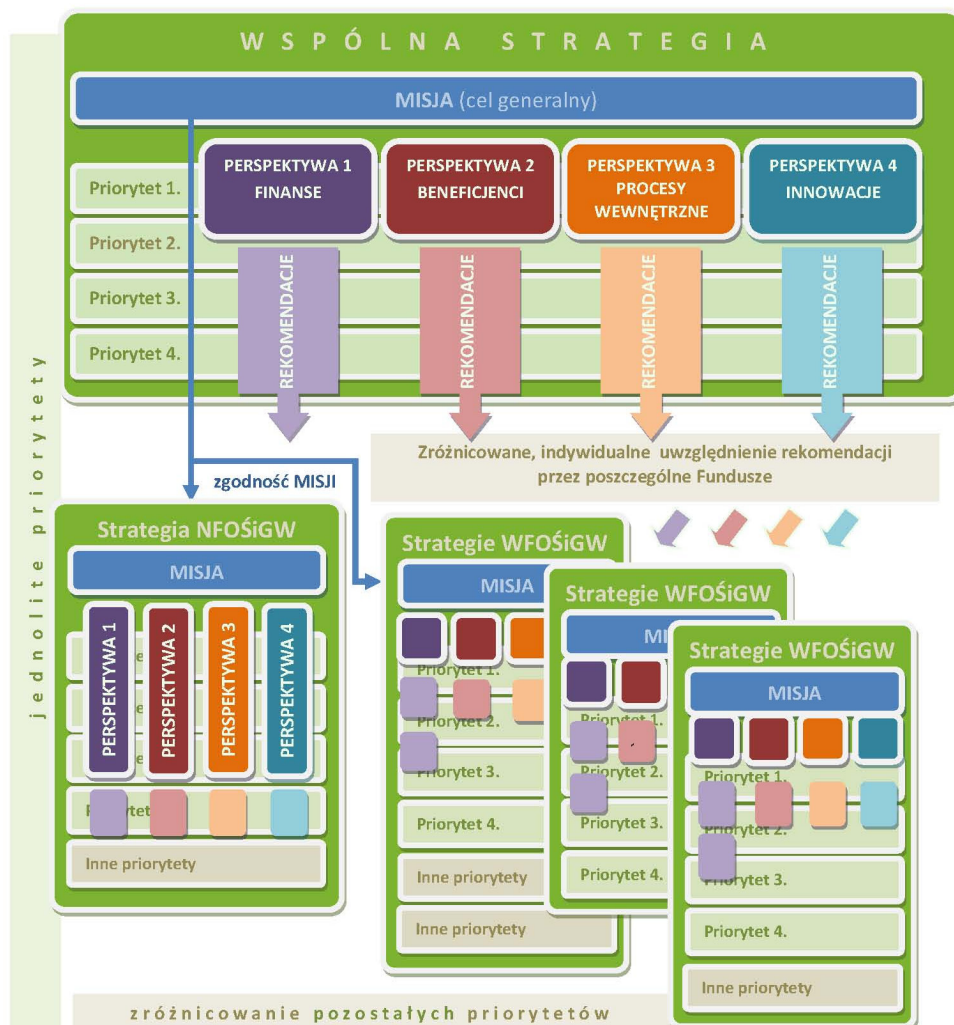 WSPÓLNA STRATEGIA
MISJA (cel generalny)
PERSPEKTYWA 1
FINANSE
PERSPEKTYWA 2
BENEFICJENCI
PERSPEKTYWA 3
PROCESY
WEWNĘTRZNE
PERSPEKTYWA 4
INNOWACJE
Priorytet 1.
Priorytet 2.
Priorytet 3.
Priorytet 4.
REKOMENDACJE
REKOMENDACJE
REKOMENDACJE
REKOMENDACJE
jednolite priorytety
Zróżnicowane, indywidualne uwzględnienie rekomendacji
przez poszczególne Fundusze
zgodność MISJI
Strategia NFOŚiGW
MISJA
PERSPEKTYWA 1
PERSPEKTYWA 2
PERSPEKTYWA 3
PERSPEKTYWA 4
Inne priorytety
Strategie WFOŚiGW
MISJA
Priorytet 1.
Priorytet 2.
Priorytet 3.
Priorytet 4.
Inne priorytety
Inne priorytety
Strategie WFOŚiGW
Priorytet 1.
Priorytet 2.
Priorytet 3.
Priorytet 4.
Strategie WFOŚiGW
MISJA
Priorytet 1.
Priorytet 2.
Priorytet 3.
Priorytet 4.
Inne priorytety
zróżnicowanie pozostałych priorytetów